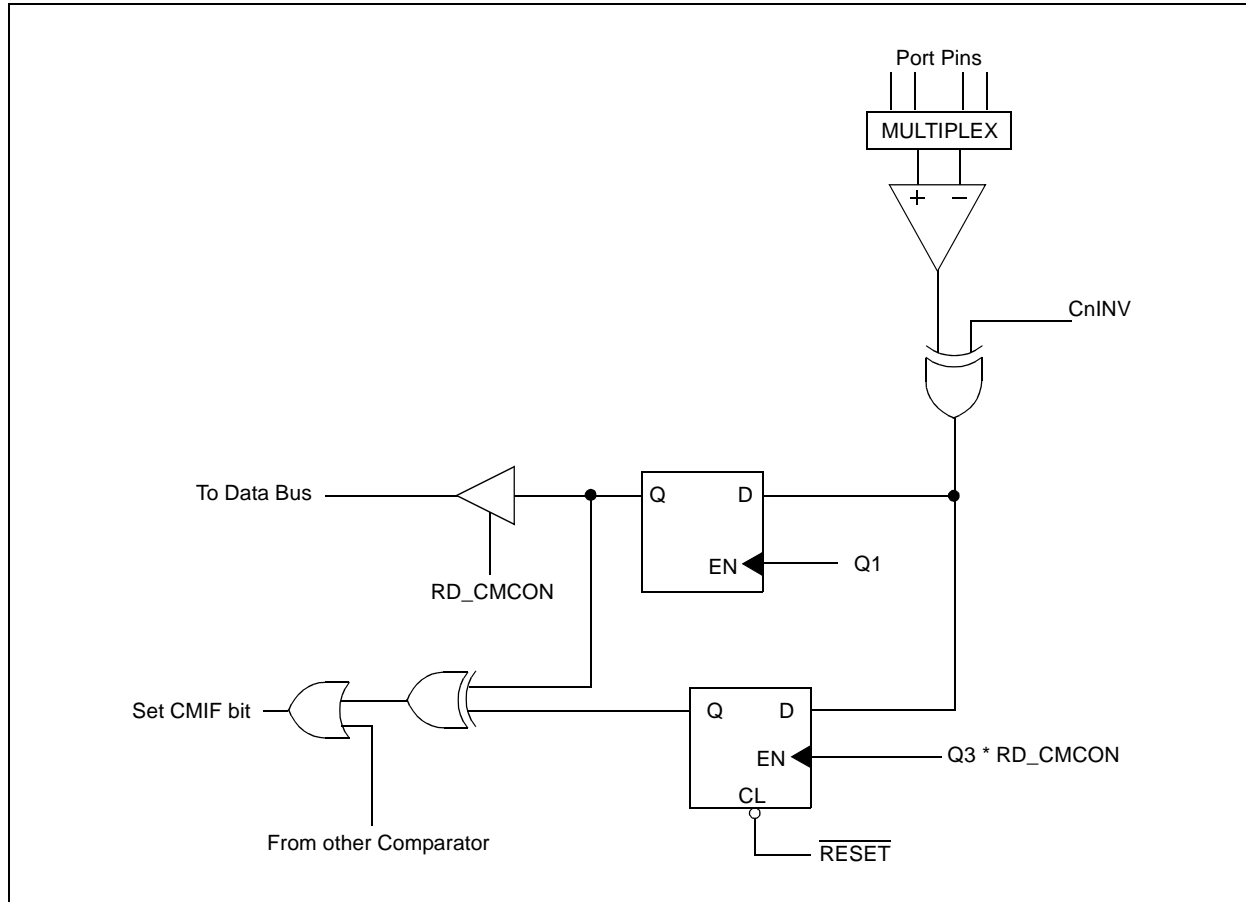 Port Pins
MULTIPLEX
+ −
CnINV
To Data Bus
Q D
EN
Q1
RD_CMCON
Set CMIF bit
Q D
EN
Q3 * RD_CMCON
CL
From other Comparator
RESET